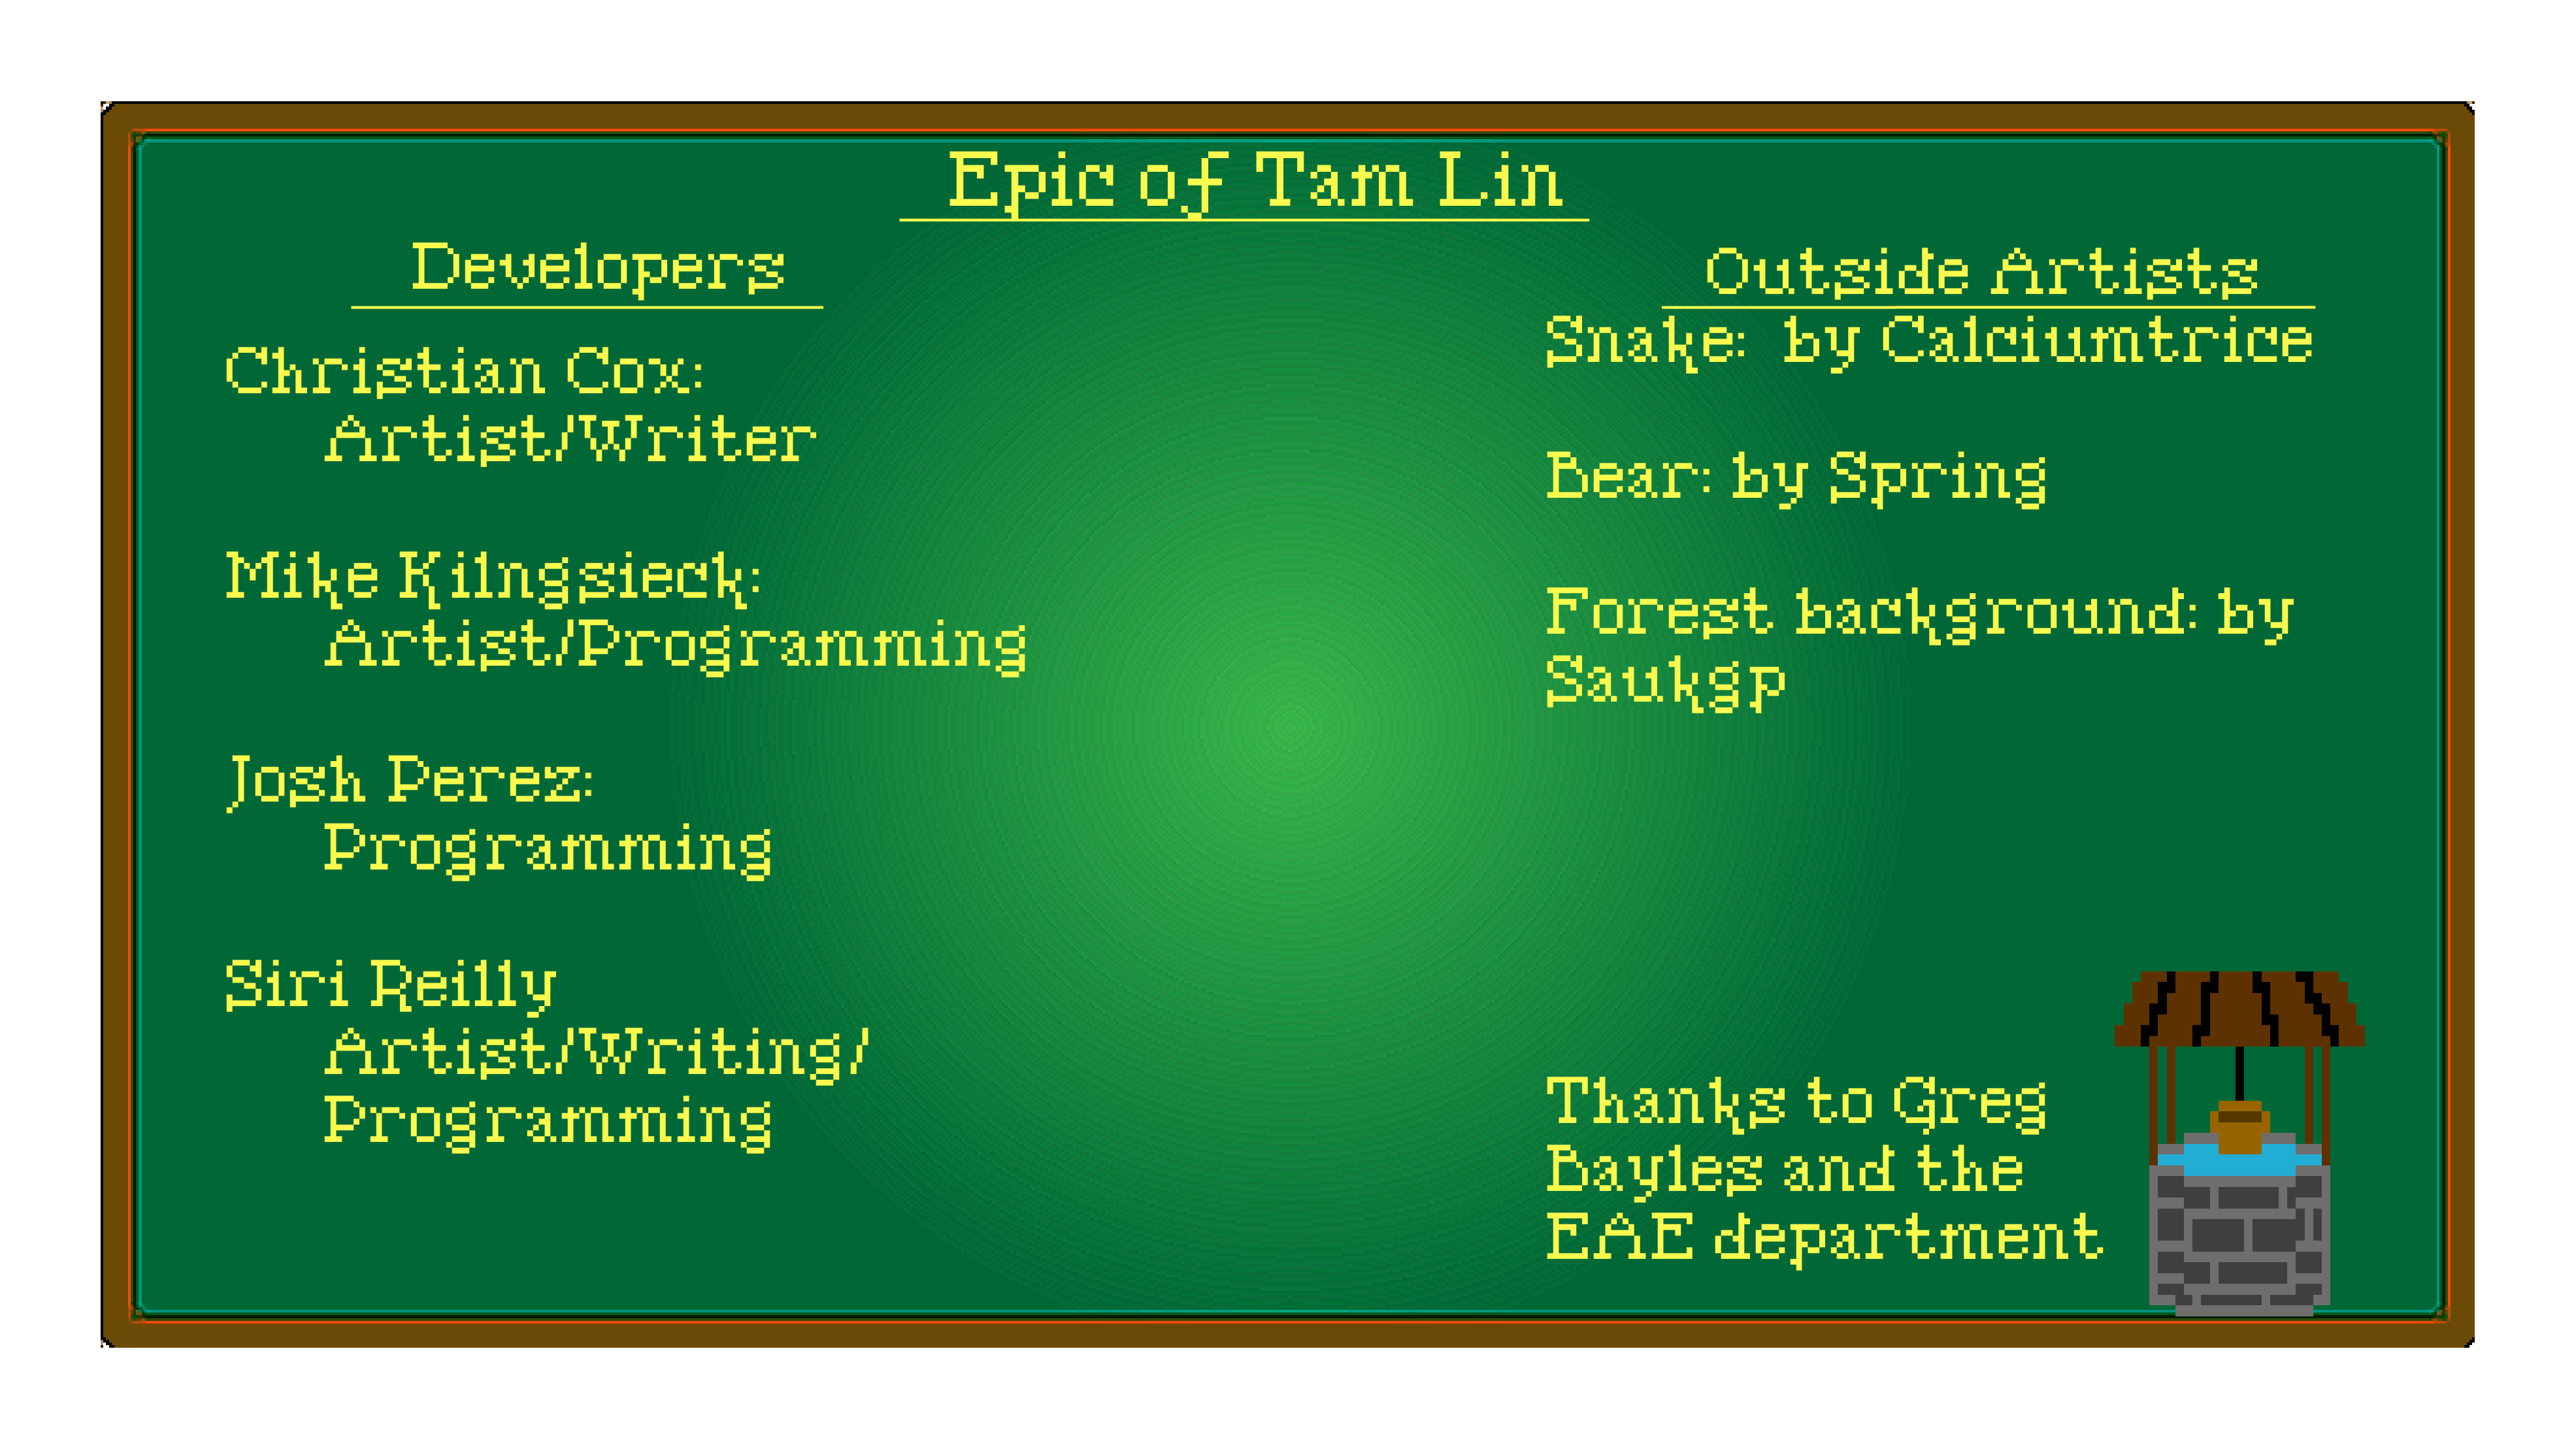 Epic of Tam Lin
Developers
Christian Cox:
Artist/Writer
Mike Kilngsieck:
Artist/Programming
Josh Perez:
Programming
Siri Reilly
Artist/Writing/
Programming
Outside Artists
Snake: by Calciumtrice
Bear: by Spring
Forest background: by
Saukgp
Thanks to Greg
Bayles and the
EAE department